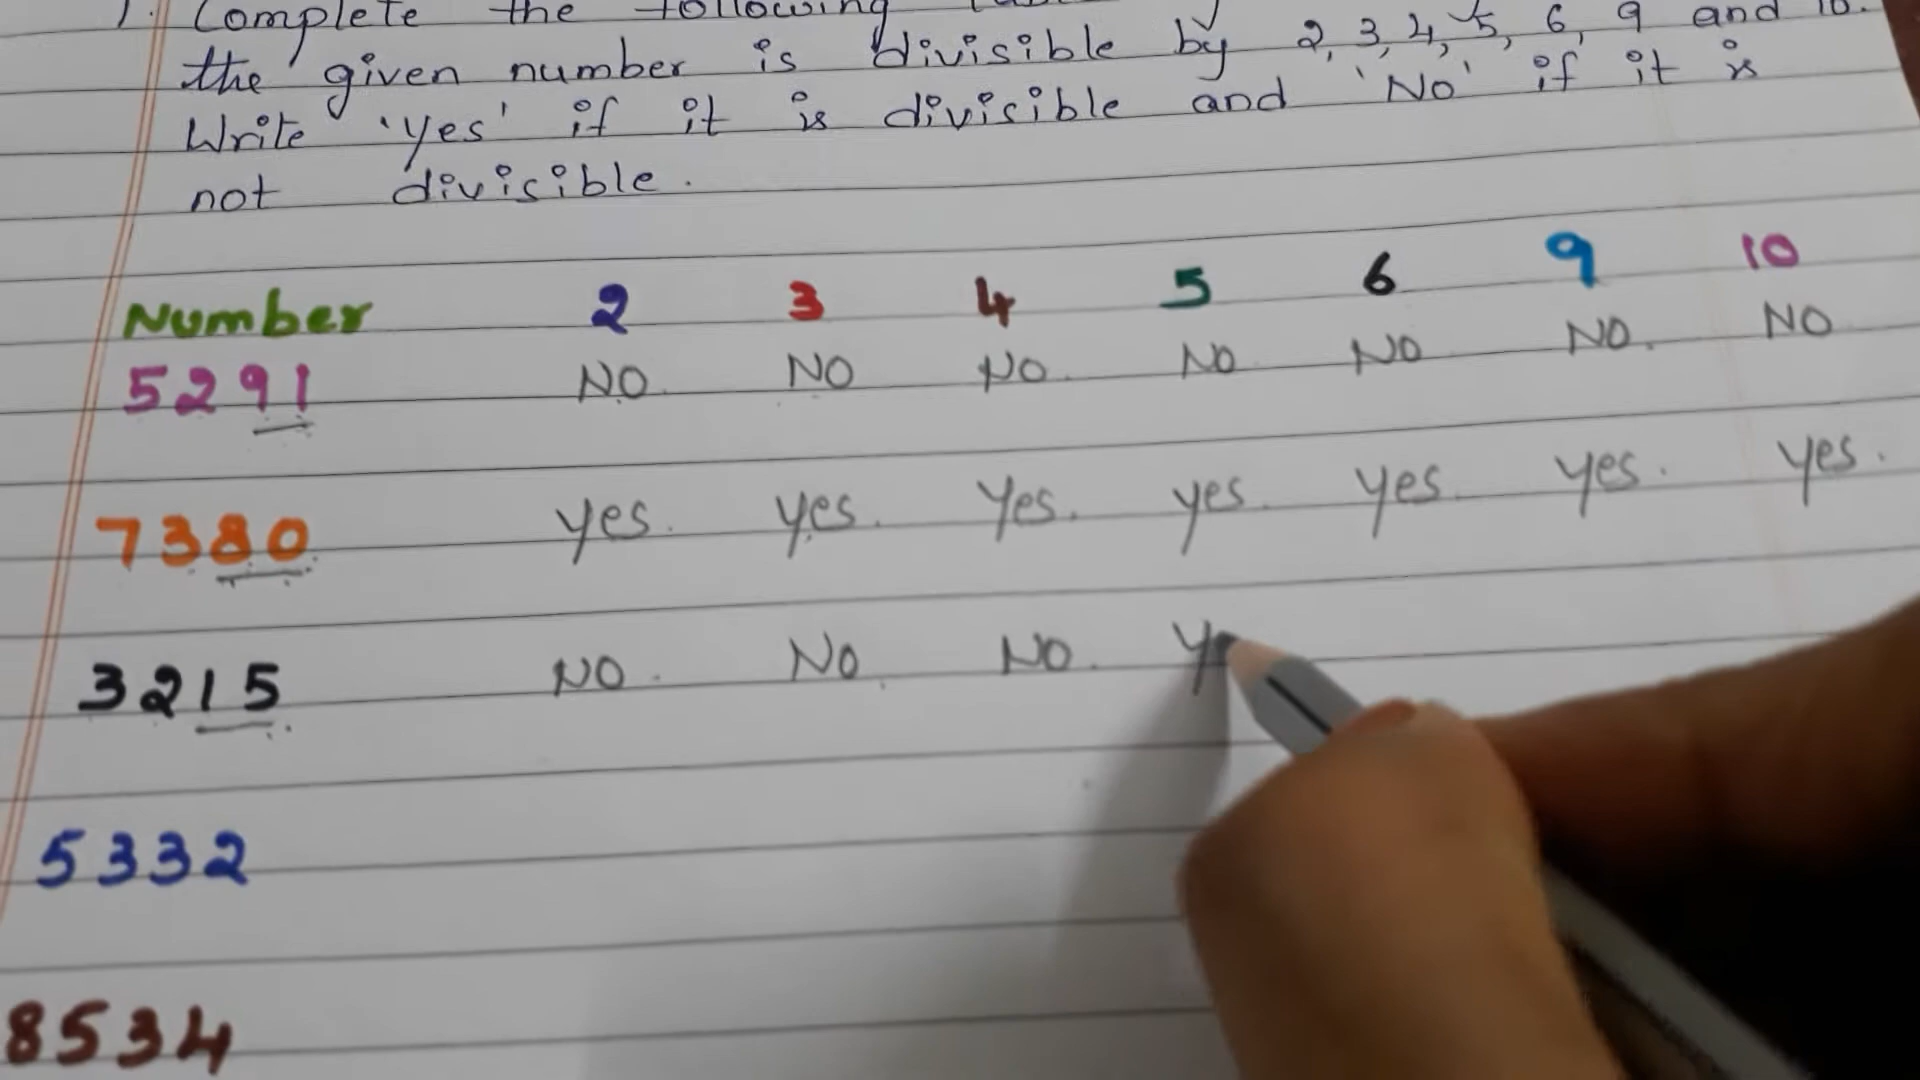 1. Complete the following
the given number is divisible by 2, 3, 4, 5, 6, 9 and 10.
Write 'yes' if it is divisible and 'No' if it is
not divisible.
Number 2 3 4 5 6 9 10
5291 NO. NO NO. NO NO NO. NO
7380 yes. yes. Yes. yes. yes. yes. yes.
3215 NO. NO. NO.
5332
8534